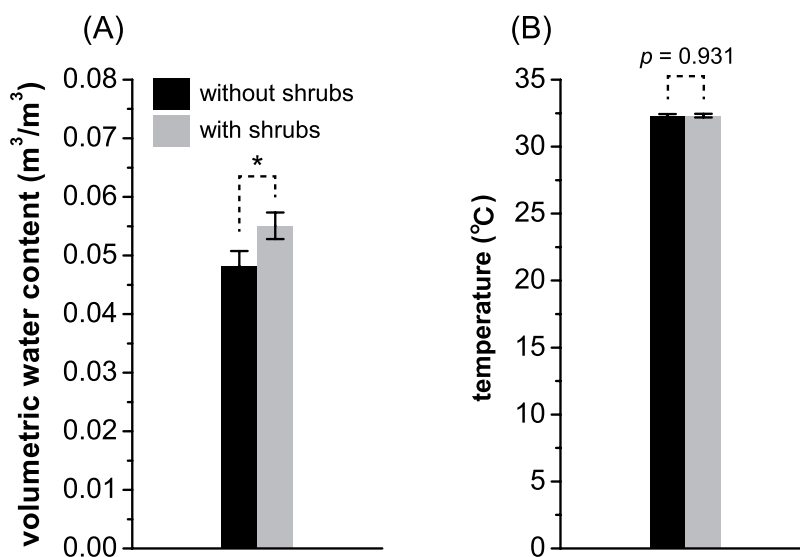 (A)
volumetric water content (m³/m³)
0.08
0.07
0.06
0.05
0.04
0.03
0.02
0.01
0.00
without shrubs
with shrubs
*
(B)
temperature (°C)
35
30
25
20
15
10
5
0
p = 0.931